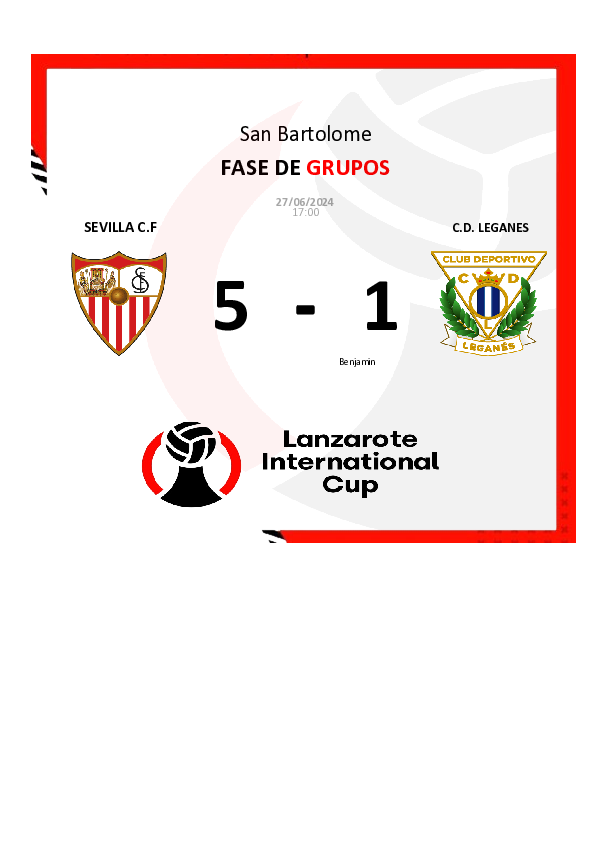 San Bartolome
FASE DE GRUPOS
27/06/2024
17:00
SEVILLA C.F
C.D. LEGANES
CLUB DEPORTIVO
C D
L
LEGANÉS
5 - 1
Benjamin
Lanzarote
International
Cup